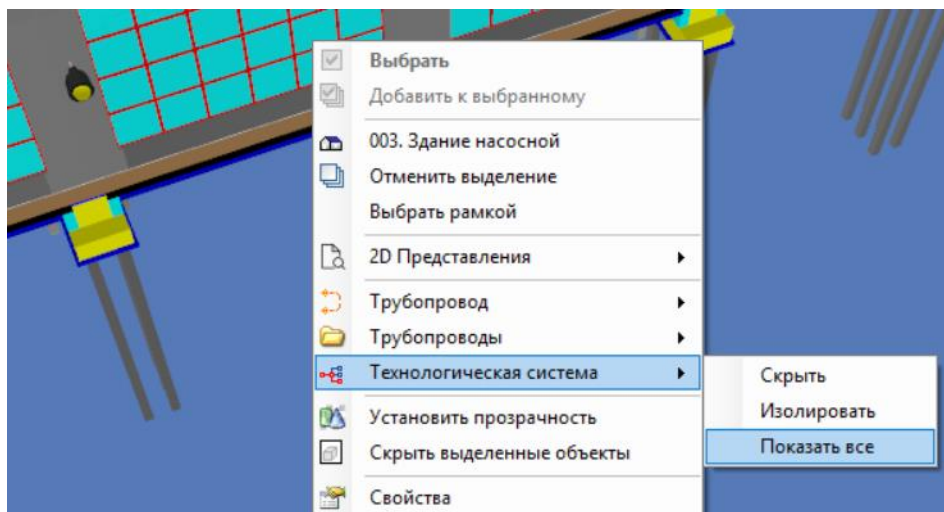 Выбрать
Добавить к выбранному
003. Здание насосной
Отменить выделение
Выбрать рамкой
2D Представления
Трубопровод
Трубопроводы
Технологическая система
Скрыть
Изолировать
Показать все
Установить прозрачность
Скрыть выделенные объекты
Свойства